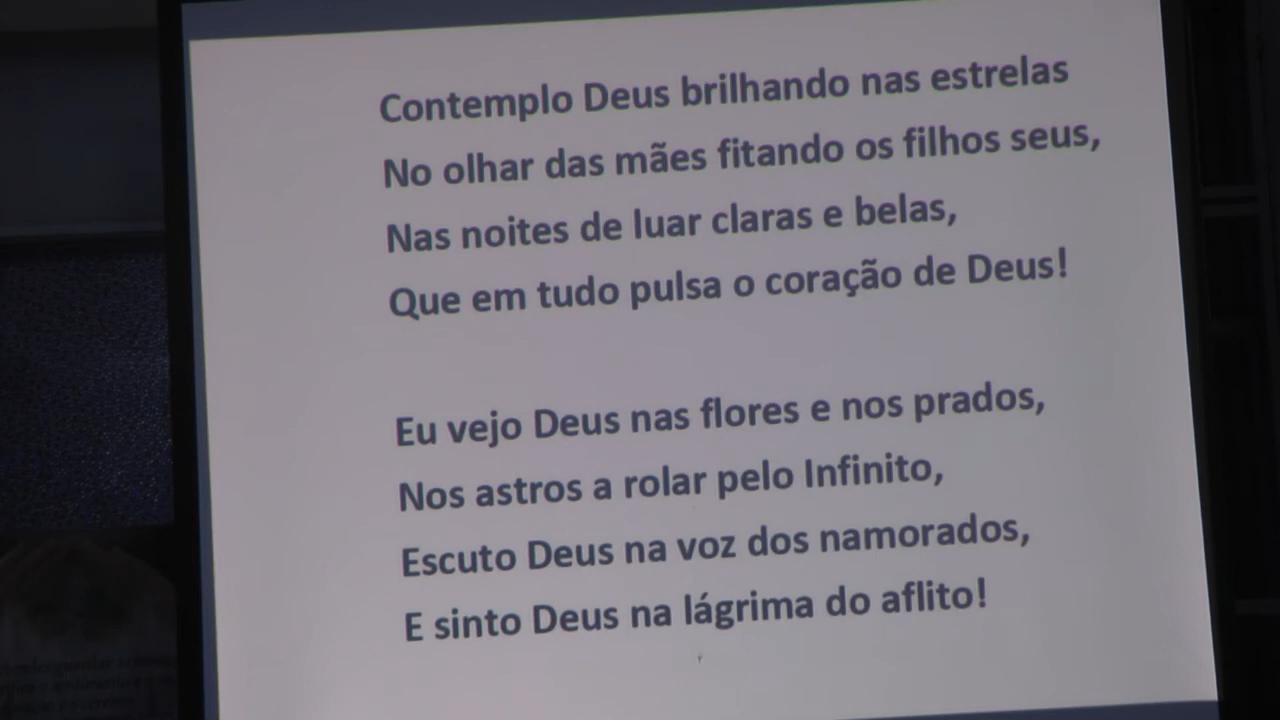 Contemplo Deus brilhando nas estrelas
No olhar das mães fitando os filhos seus,
Nas noites de luar claras e belas,
Que em tudo pulsa o coração de Deus!
Eu vejo Deus nas flores e nos prados,
Nos astros a rolar pelo Infinito,
Escuto Deus na voz dos namorados,
E sinto Deus na lágrima do aflito!